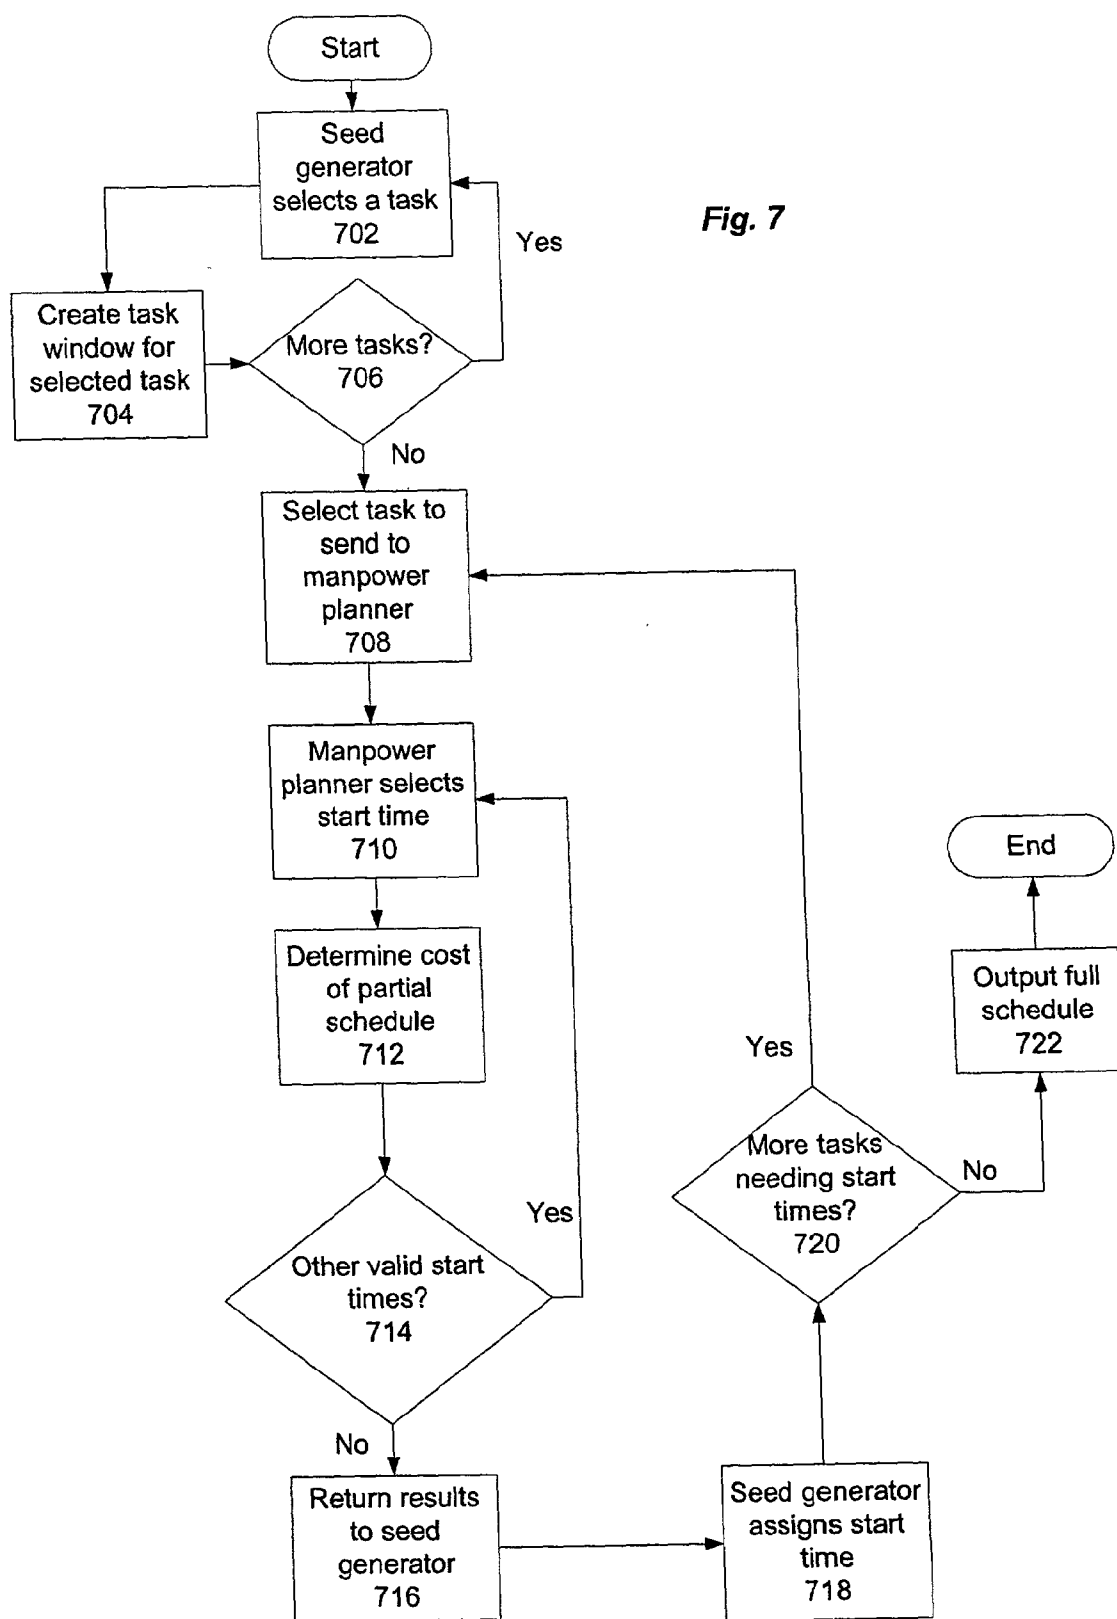 Start
Seed
generator
selects a task
702
Fig. 7
Yes
Create task
window for
selected task
704
More tasks?
706
No
Select task to
send to
manpower
planner
708
Manpower
planner selects
start time
710
Determine cost
of partial
schedule
712
Other valid start
times?
714
Yes
No
Return results
to seed
generator
716
Seed generator
assigns start
time
718
More tasks
needing start
times?
720
Yes
No
Output full
schedule
722
End